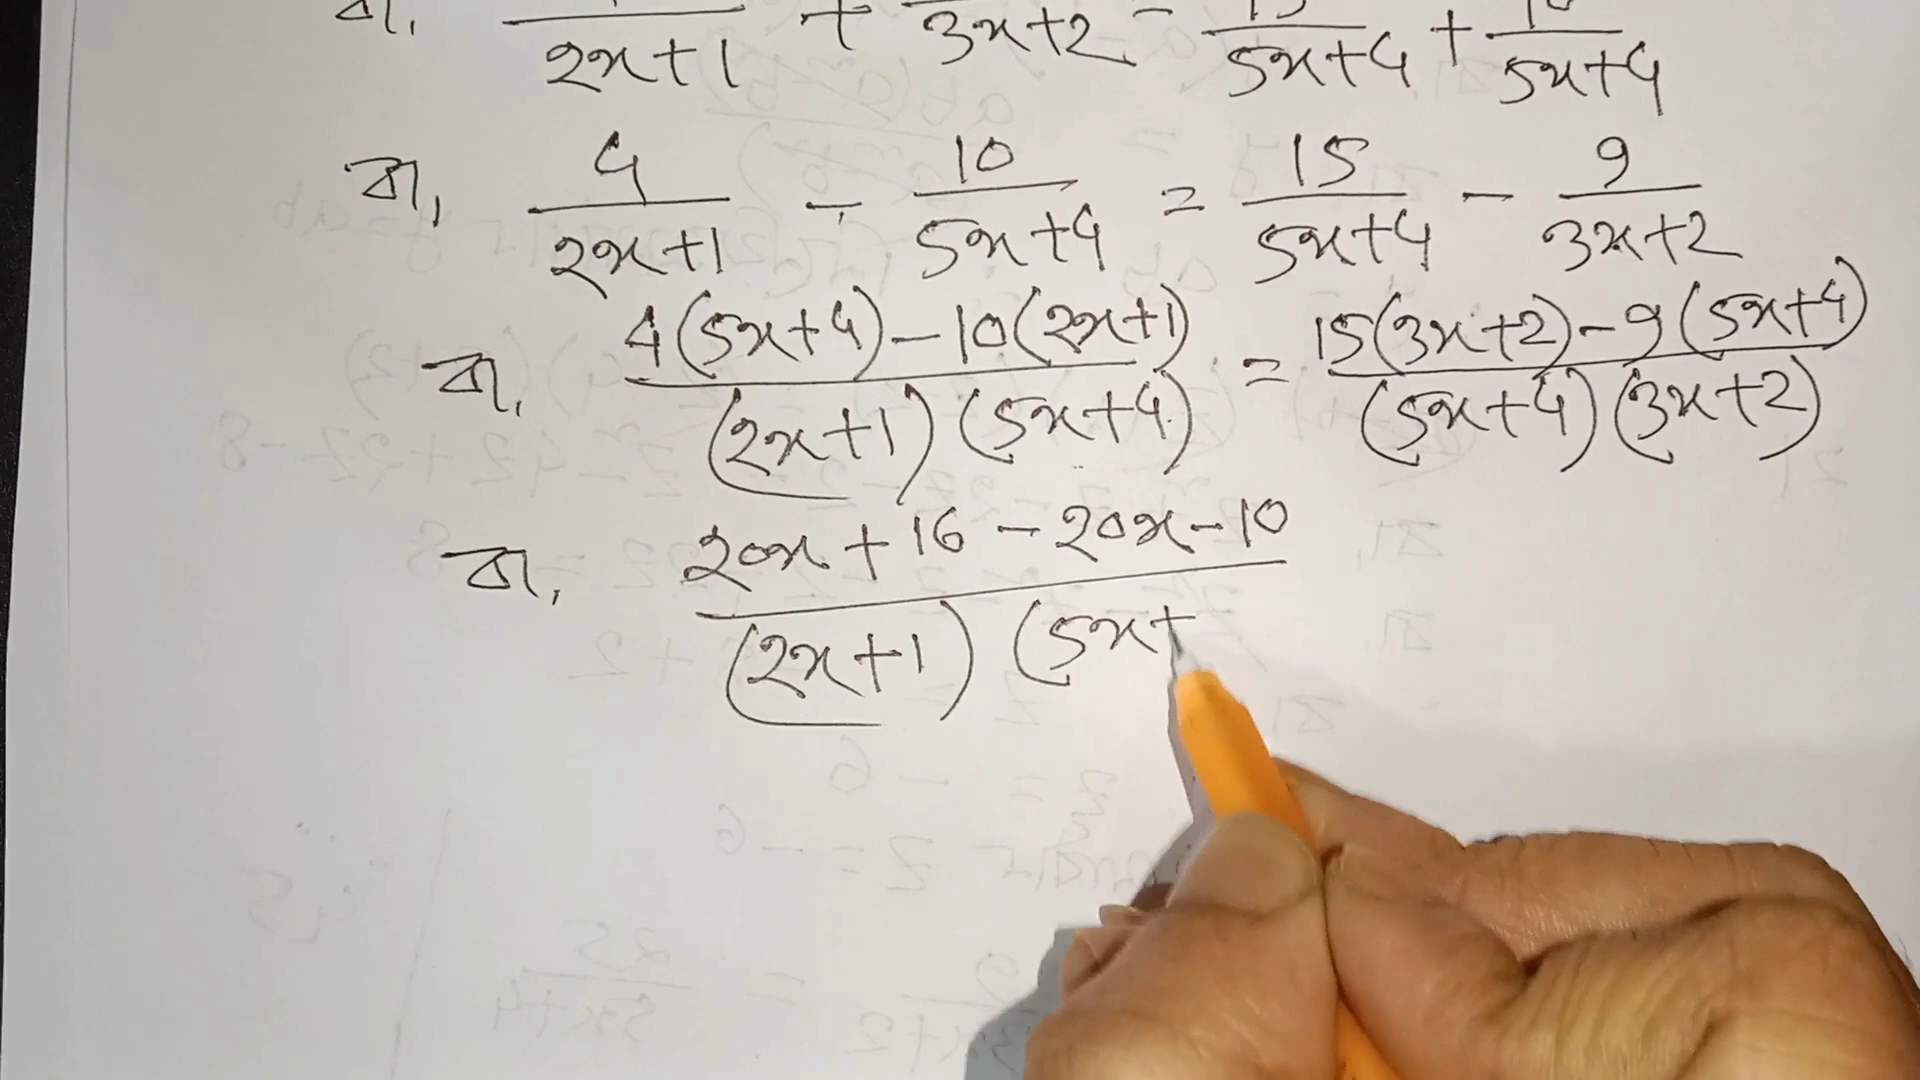 বা, 2x+1 + 3x+2 = 15/5x+4 + 10/5x+4
বা, 4/2x+1 - 10/5x+4 = 15/5x+4 - 9/3x+2
বা, 4(5x+4)-10(2x+1)/(2x+1)(5x+4) = 15(3x+2)-9(5x+4)/(5x+4)(3x+2)
বা, 20x+16-20x-10/(2x+1)(5x+